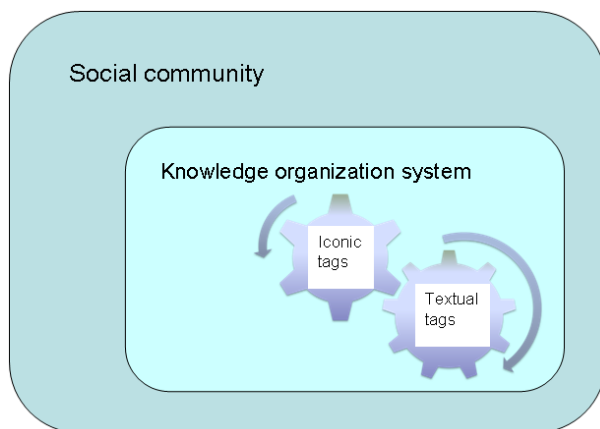 Social community
Knowledge organization system
Iconic
tags
Textual
tags